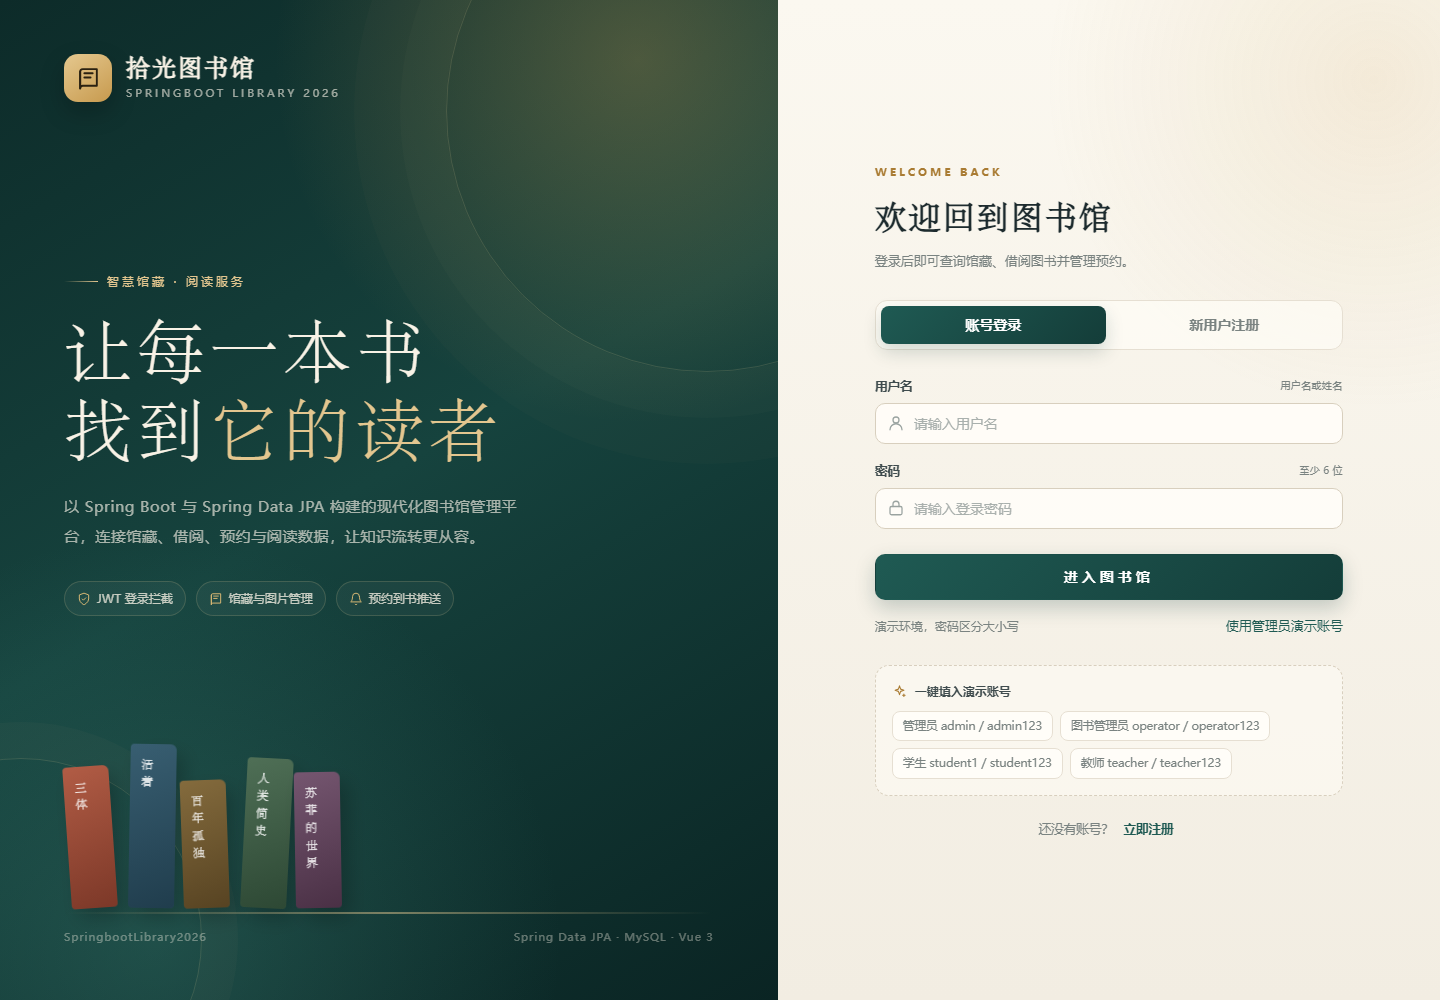 拾光图书馆
SPRINGBOOT LIBRARY 2026
智慧馆藏 · 阅读服务
让每一本书
找到它的读者
以 Spring Boot 与 Spring Data JPA 构建的现代化图书馆管理平
台，连接馆藏、借阅、预约与阅读数据，让知识流转更从容。
JWT 登录拦截
馆藏与图片管理
预约到书推送
三体
活着
百年孤独
人类简史
苏菲的世界
SpringbootLibrary2026
Spring Data JPA · MySQL · Vue 3
WELCOME BACK
欢迎回到图书馆
登录后即可查询馆藏、借阅图书并管理预约。
账号登录
新用户注册
用户名
用户名或姓名
请输入用户名
密码
至少 6 位
请输入登录密码
进入图书馆
演示环境，密码区分大小写
使用管理员演示账号
一键填入演示账号
管理员 admin / admin123
图书管理员 operator / operator123
学生 student1 / student123
教师 teacher / teacher123
还没有账号？
立即注册